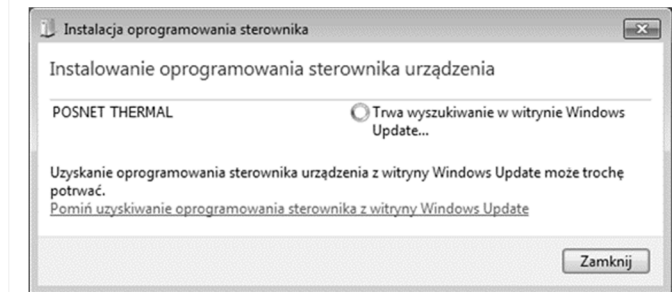 Instalacja oprogramowania sterownika
Instalowanie oprogramowania sterownika urządzenia
POSNET THERMAL
Trwa wyszukiwanie w witrynie Windows
Update...
Uzyskanie oprogramowania sterownika urządzenia z witryny Windows Update może trochę
potrwać.
Pomiń uzyskiwanie oprogramowania sterownika z witryny Windows Update
Zamknij